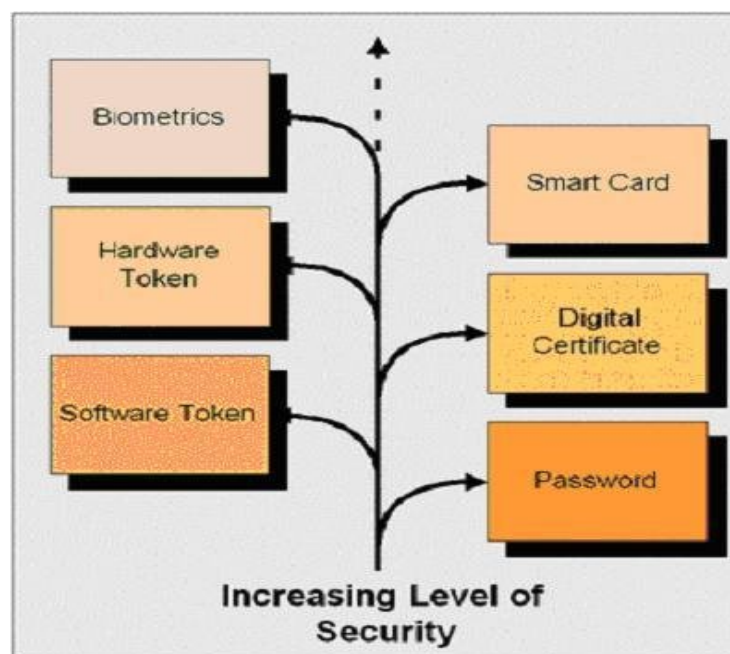 Biometrics
Smart Card
Hardware
Token
Digital
Certificate
Software Token
Password
Increasing Level of
Security